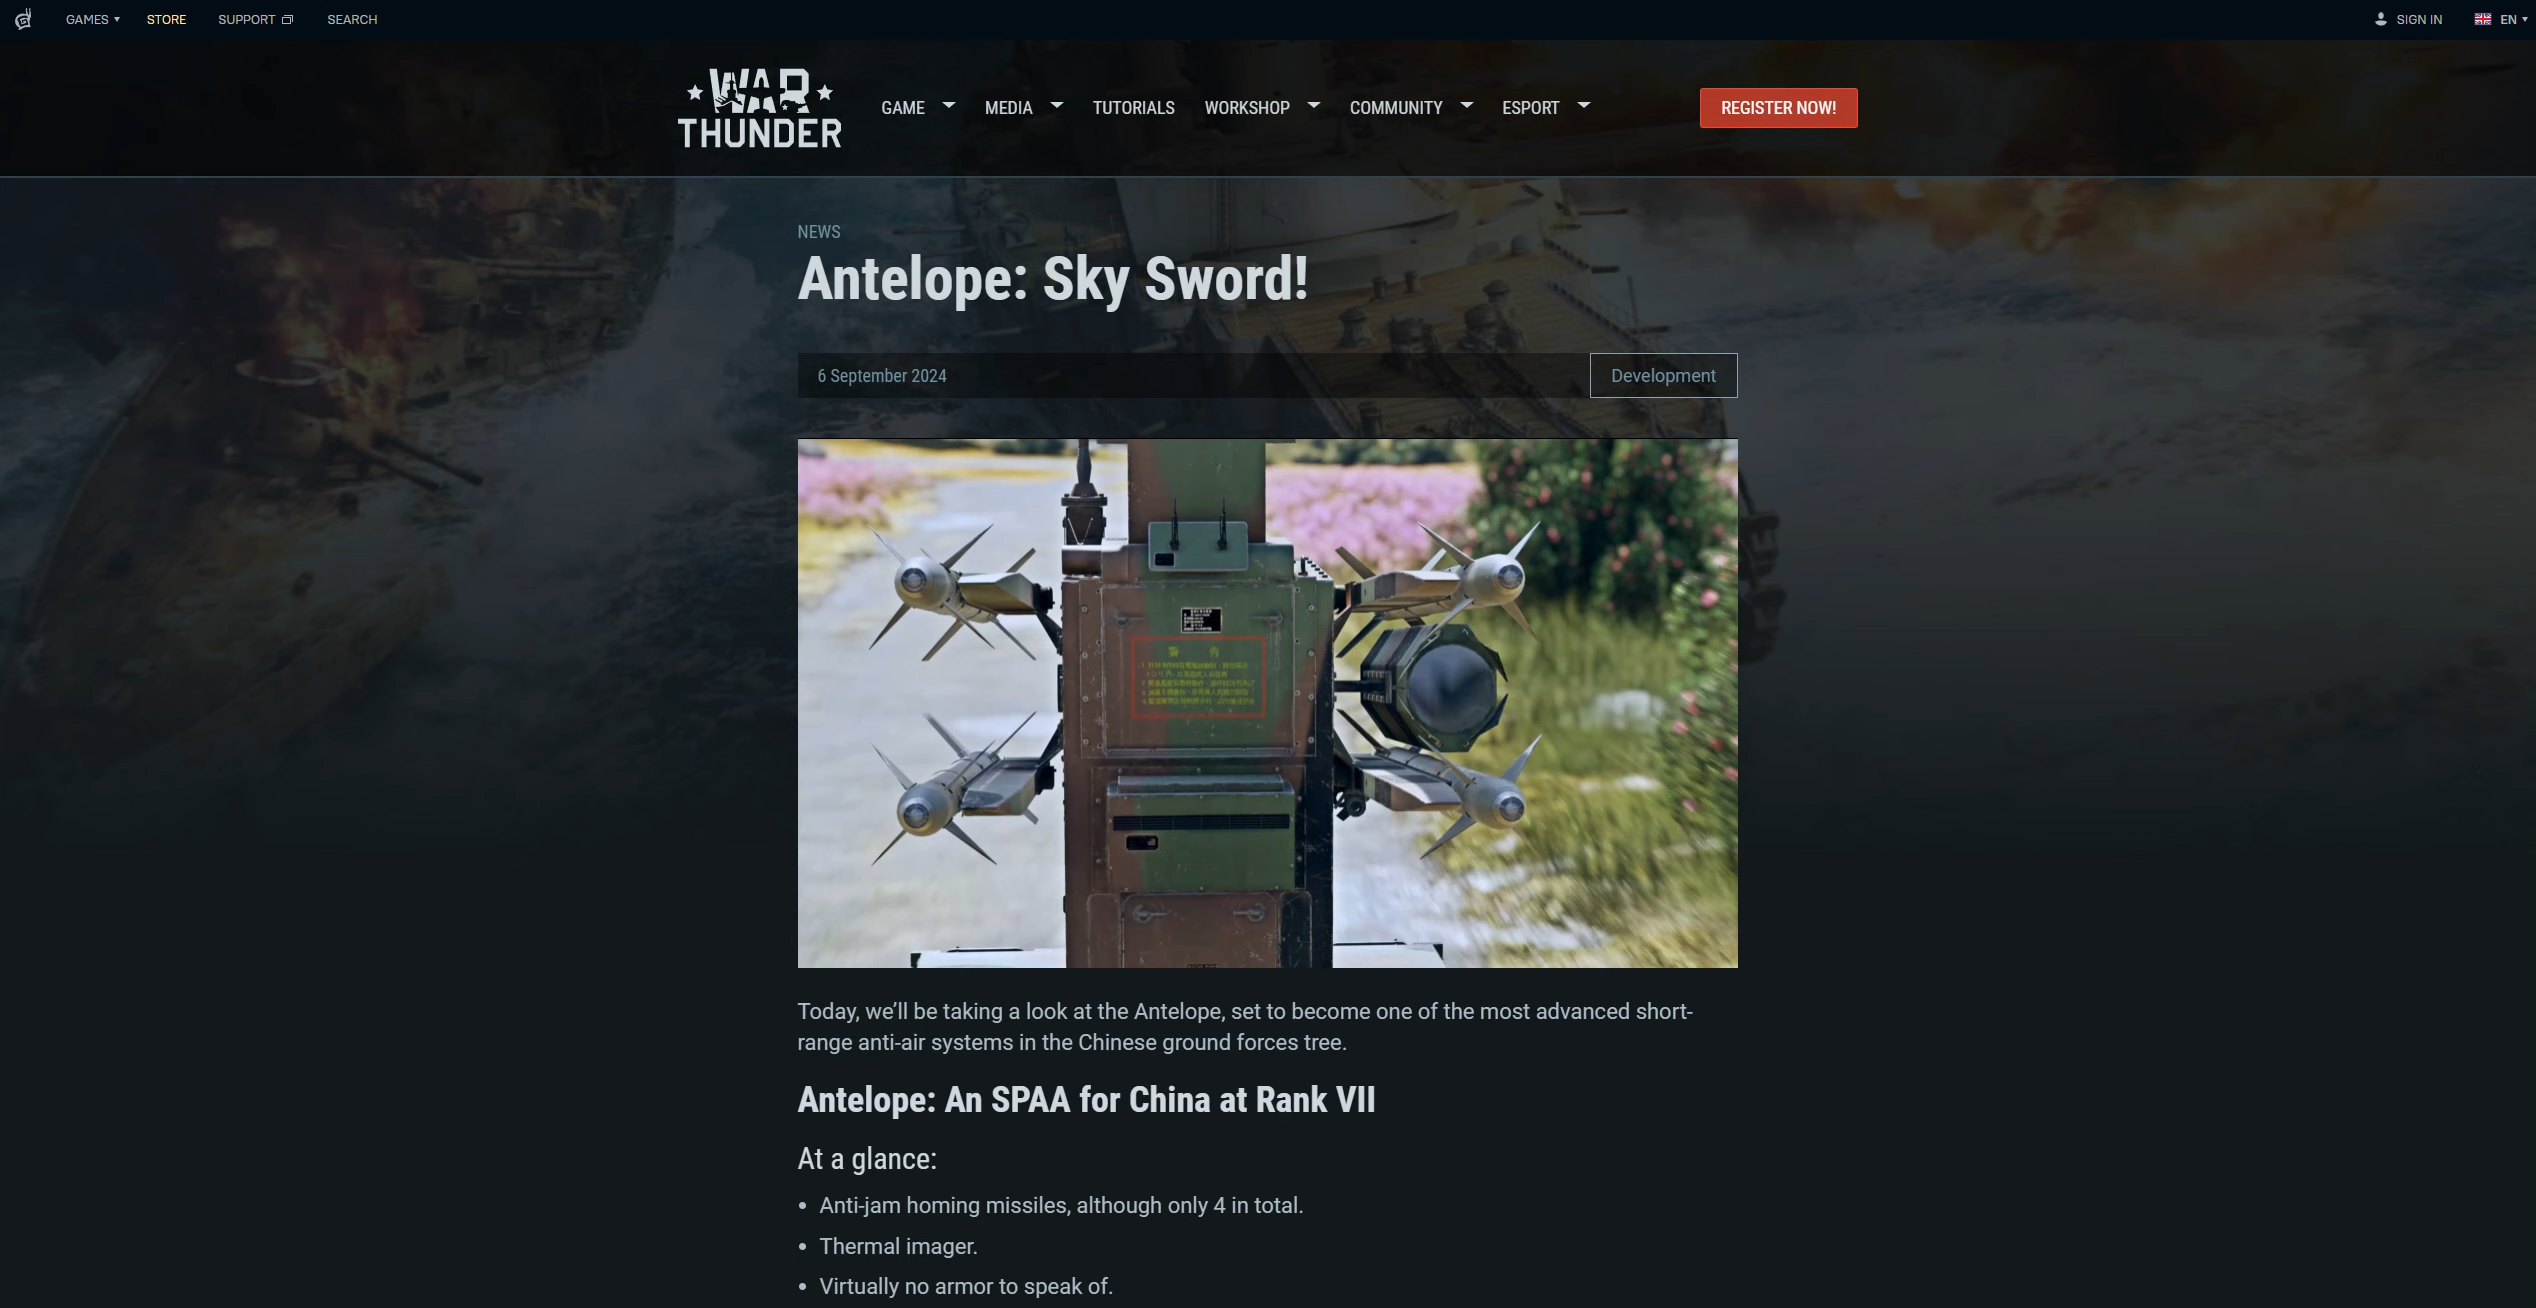 GAMES STORE SUPPORT SEARCH SIGN IN EN
WAR
THUNDER
GAME MEDIA TUTORIALS WORKSHOP COMMUNITY ESPORT REGISTER NOW!
NEWS
Antelope: Sky Sword!
6 September 2024 Development
警 告
Today, we’ll be taking a look at the Antelope, set to become one of the most advanced short-
range anti-air systems in the Chinese ground forces tree.
Antelope: An SPAA for China at Rank VII
At a glance:
• Anti-jam homing missiles, although only 4 in total.
• Thermal imager.
• Virtually no armor to speak of.